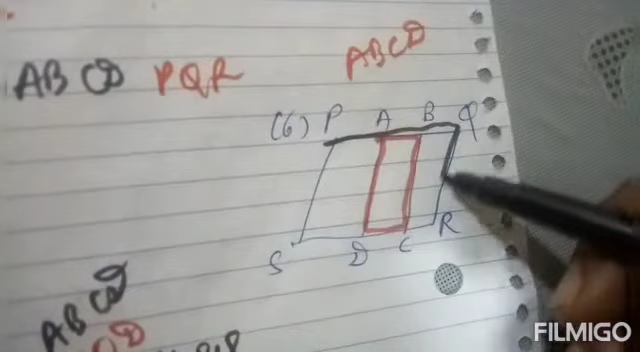 ABCD PQR
ABCD
(6) P A B Q
S D C R
ABCD
FILMIGO